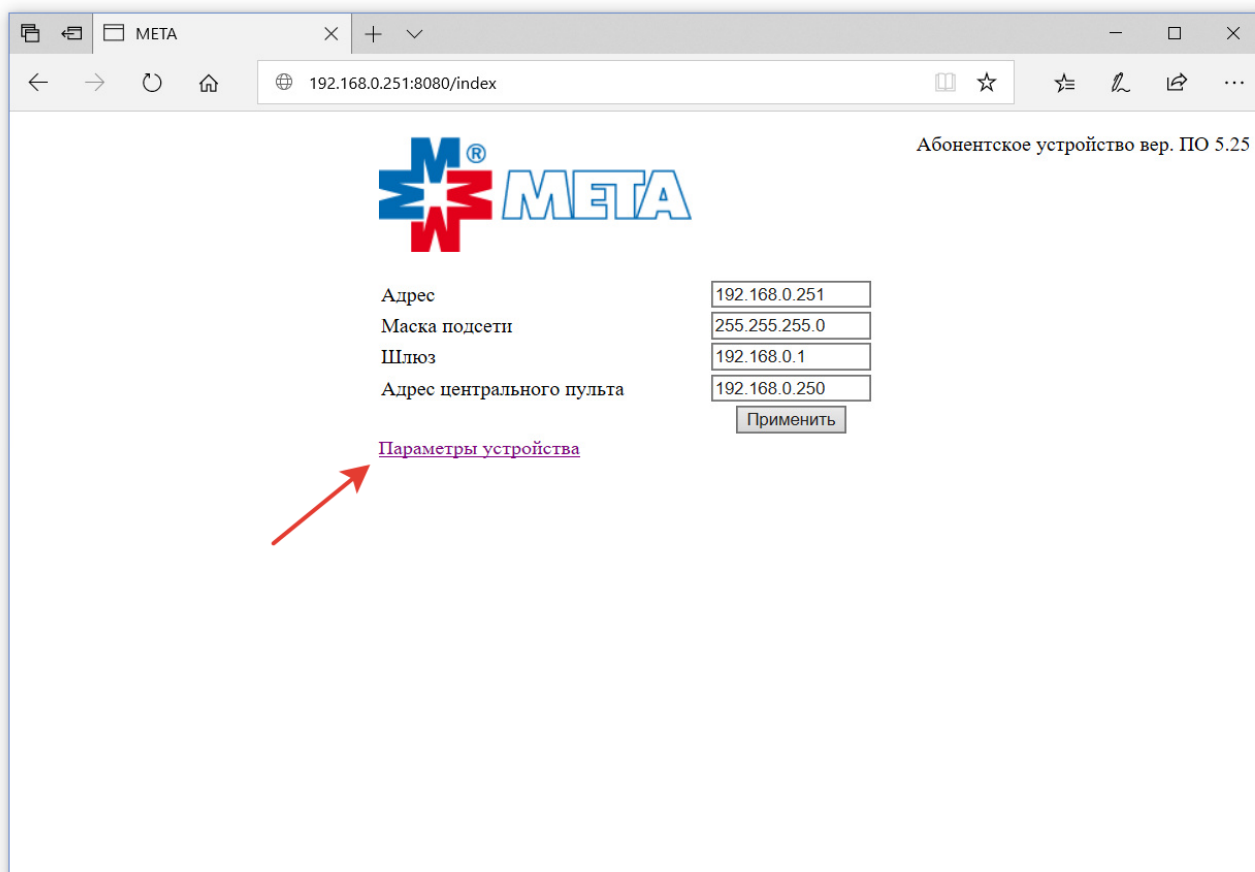 META
192.168.0.251:8080/index
Абонентское устройство вер. ПО 5.25
® META
Адрес 192.168.0.251
Маска подсети 255.255.255.0
Шлюз 192.168.0.1
Адрес центрального пульта 192.168.0.250
Применить
Параметры устройства